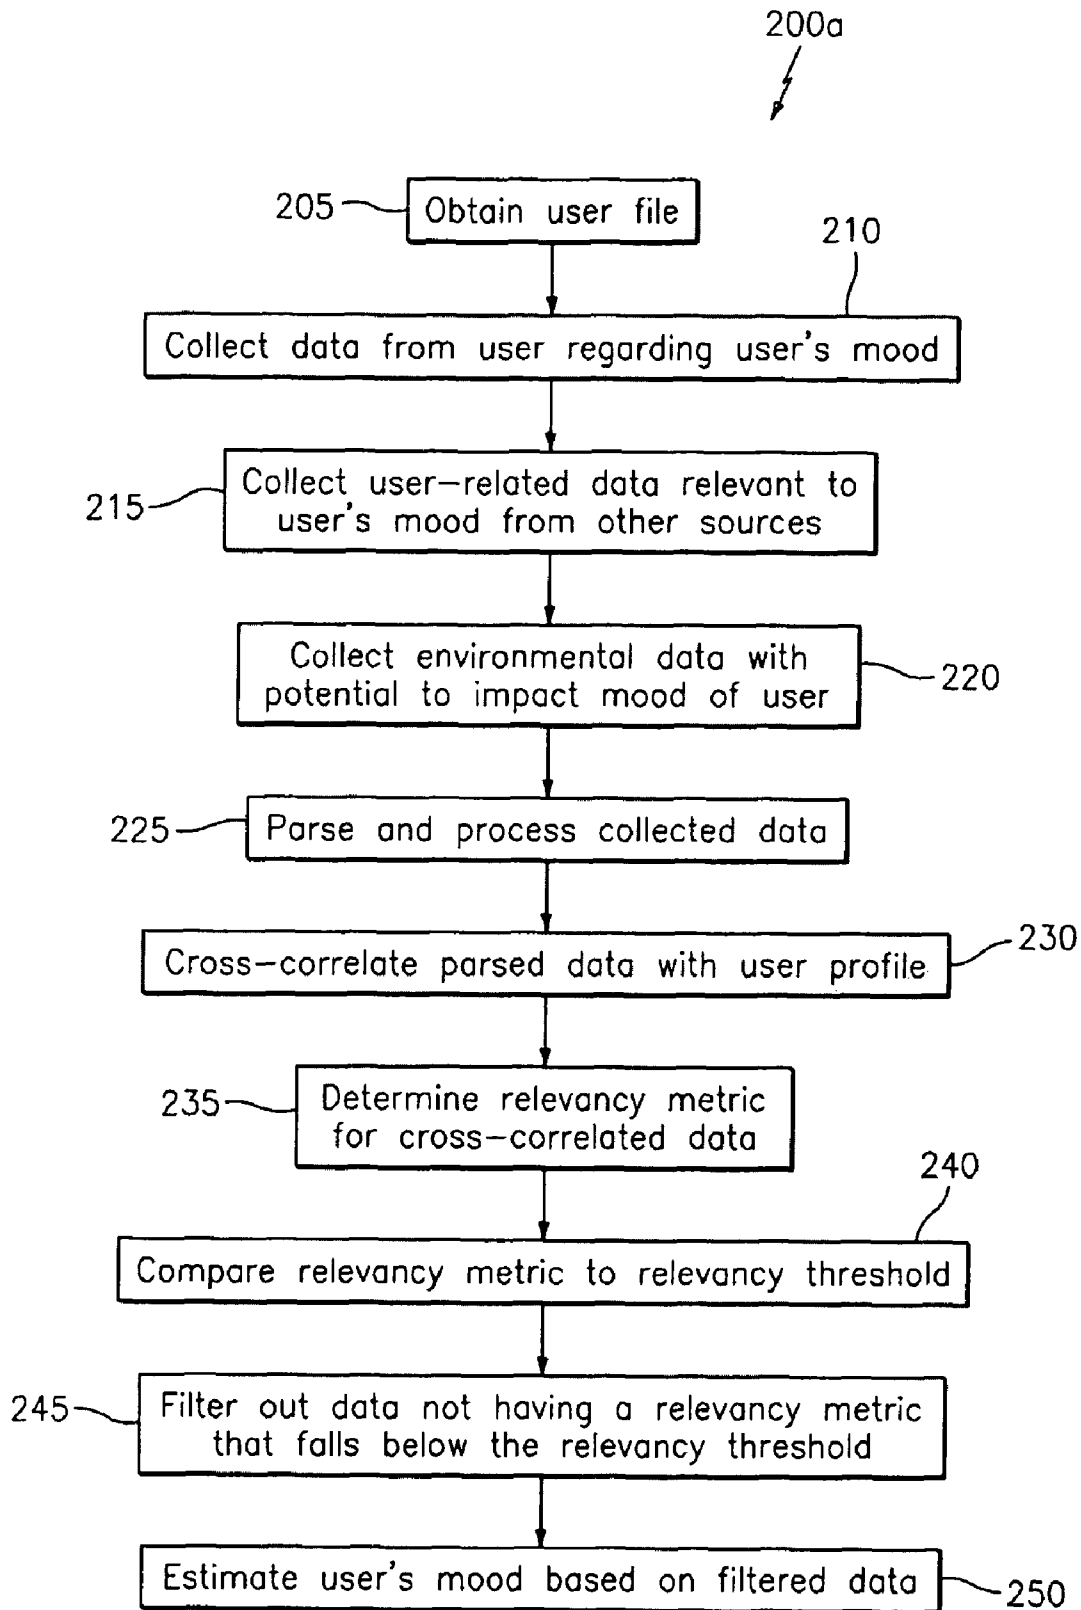 200a
205
Obtain user file
210
Collect data from user regarding user's mood
215
Collect user-related data relevant to
user's mood from other sources
Collect environmental data with
potential to impact mood of user
220
225
Parse and process collected data
Cross-correlate parsed data with user profile
230
235
Determine relevancy metric
for cross-correlated data
240
Compare relevancy metric to relevancy threshold
245
Filter out data not having a relevancy metric
that falls below the relevancy threshold
Estimate user's mood based on filtered data
250